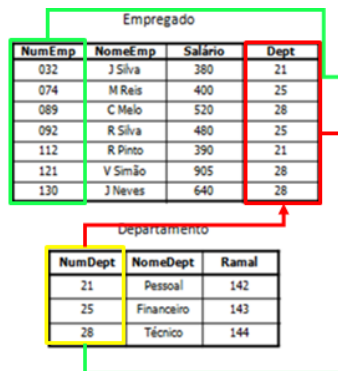 Empregado
NumEmp NomeEmp Salário Dept
032 J Silva 380 21
074 M Reis 400 25
089 C Melo 520 28
092 R Silva 480 25
112 R Pinto 390 21
121 V Simão 905 28
130 J Neves 640 28
Departamento
NumDept NomeDept Ramal
21 Pessoal 142
25 Financeiro 143
28 Técnico 144